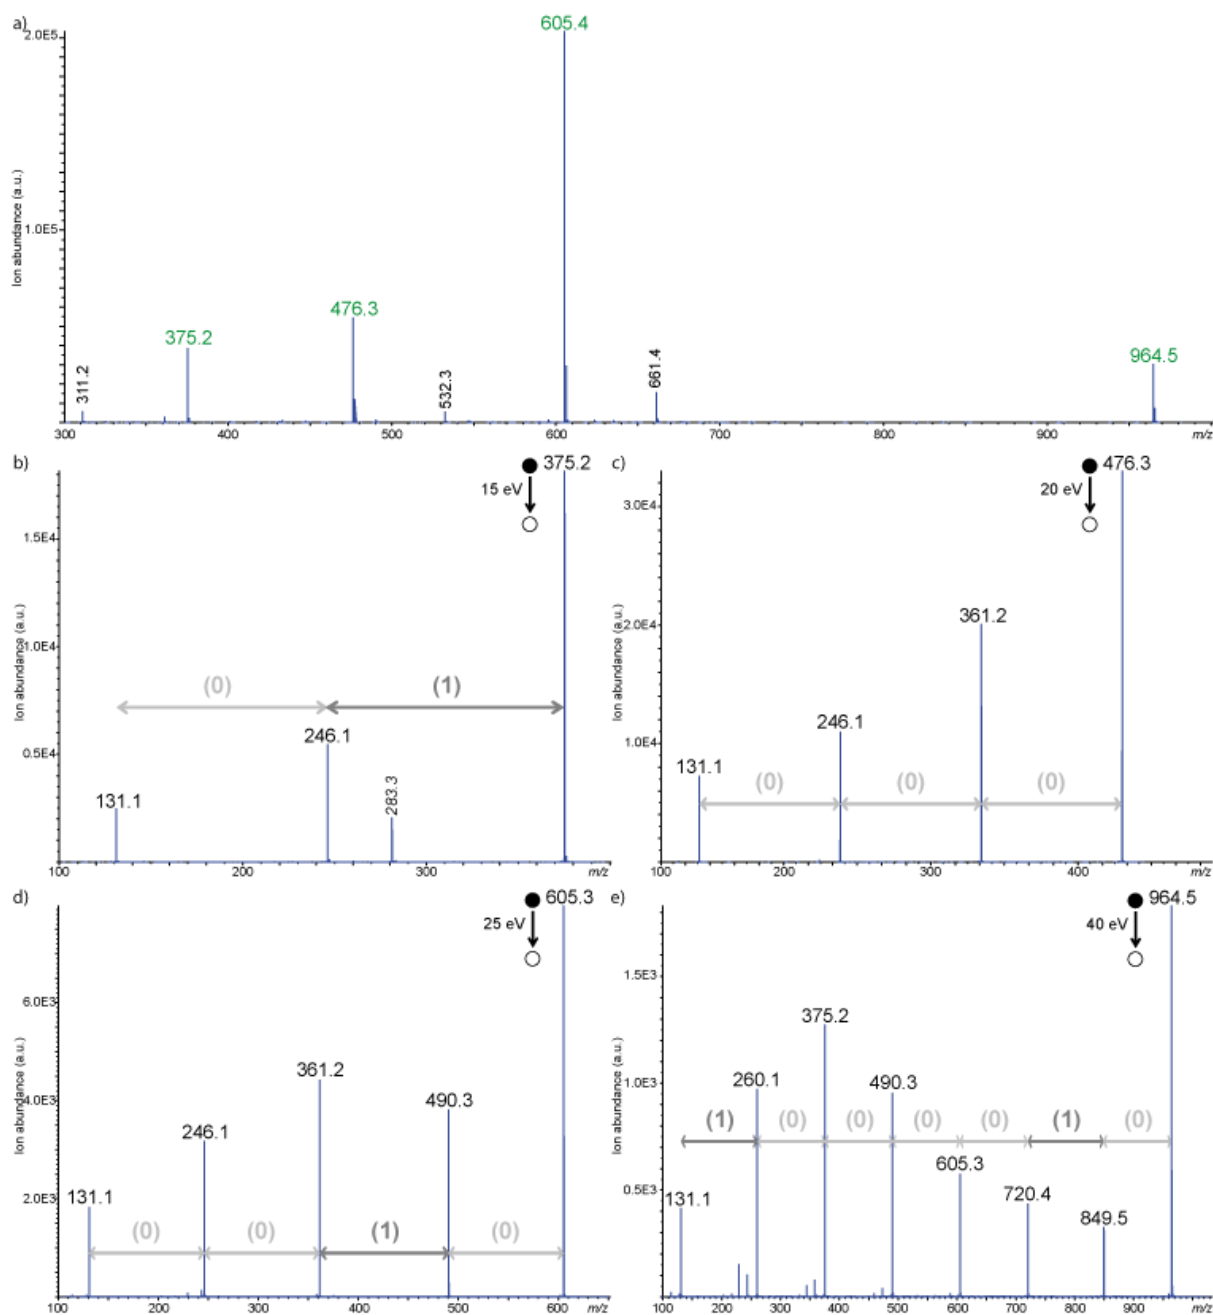 a)
Ion abundance (a.u.)
2.0E5
1.0E5
311.2
375.2
476.3
532.3
605.4
661.4
964.5
300 400 500 600 700 800 900 m/z
b)
Ion abundance (a.u.)
1.5E4
1.0E4
0.5E4
375.2
15 eV
(0) (1)
131.1
246.1
283.3
100 200 300 m/z
c)
Ion abundance (a.u.)
3.0E4
2.0E4
1.0E4
476.3
20 eV
361.2
246.1
131.1
(0) (0) (0)
100 200 300 400 m/z
d)
Ion abundance (a.u.)
6.0E3
4.0E3
2.0E3
605.3
25 eV
361.2
490.3
246.1
131.1
(0) (0) (1) (0)
100 200 300 400 500 600 m/z
e)
Ion abundance (a.u.)
1.5E3
1.0E3
0.5E3
964.5
40 eV
375.2
260.1
490.3
(1) (0) (0) (0) (0) (1) (0)
605.3
131.1
720.4
849.5
100 200 300 400 500 600 700 800 900 m/z